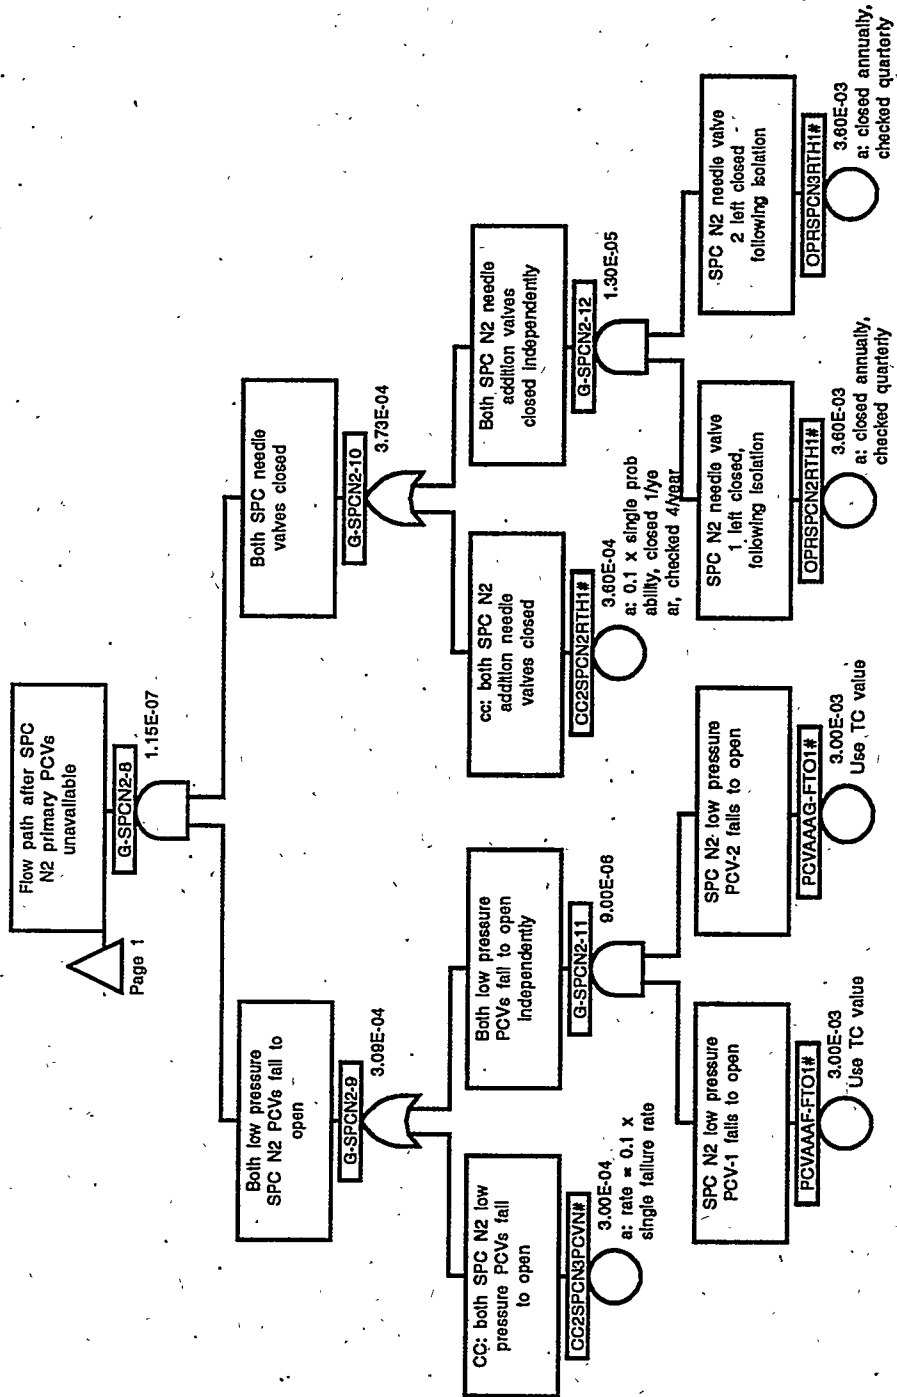 Flow path after SPC
N2 primary PCVs
unavailable
G-SPCN2-8
1.15E-07
Page 1
Both low pressure
SPC N2 PCVs fail to
open
G-SPCN2-9
3.09E-04
Both SPC needle
valves closed
G-SPCN2-10
3.73E-04
CC: both SPC N2 low
pressure PCVs fail
to open
CC2SPCN3PCVN#
3.00E-04
a: rate = 0.1 x
single failure rate
Both low pressure
PCVs fail to open
independently
G-SPCN2-11
9.00E-06
cc: both SPC N2
addition needle
valves closed
CC2SPCN2RTH1#
3.60E-04
a: 0.1 x single prob
ability, closed 1/ye
ar, checked 4/year
Both SPC N2 needle
addition valves
closed independently
G-SPCN2-12
1.30E-05
SPC N2 low pressure
PCV-1 fails to open
PCVAAAF-FTO1#
3.00E-03
Use TC value
SPC N2 low pressure
PCV-2 fails to open
PCVAAAG-FTO1#
3.00E-03
Use TC value
SPC N2 needle valve
1 left closed,
following isolation
OPRSPCN2RTH1#
3.60E-03
a: closed annually,
checked quarterly
SPC N2 needle valve
2 left closed
following isolation
OPRSPCN3RTH1#
3.60E-03
a: closed annually,
checked quarterly